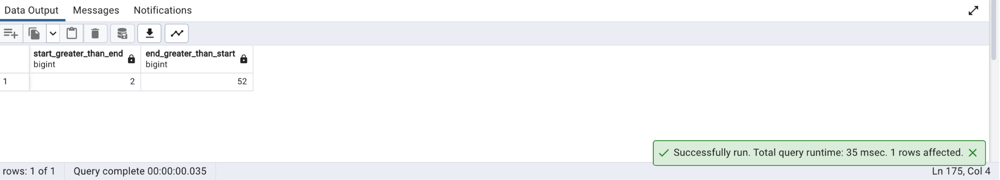 Data Output Messages Notifications
start_greater_than_end end_greater_than_start
bigint bigint
1 2 52
Successfully run. Total query runtime: 35 msec. 1 rows affected.
rows: 1 of 1 Query complete 00:00:00.035 Ln 175, Col 4